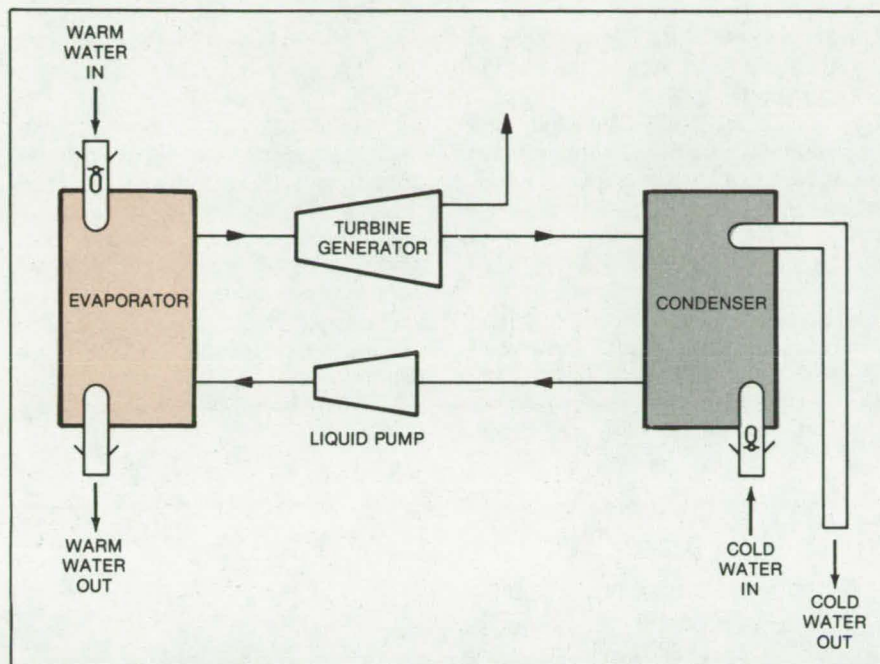 WARM
WATER
IN
TURBINE
GENERATOR
EVAPORATOR
CONDENSER
LIQUID PUMP
WARM
WATER
OUT
COLD
WATER
IN
COLD
WATER
OUT